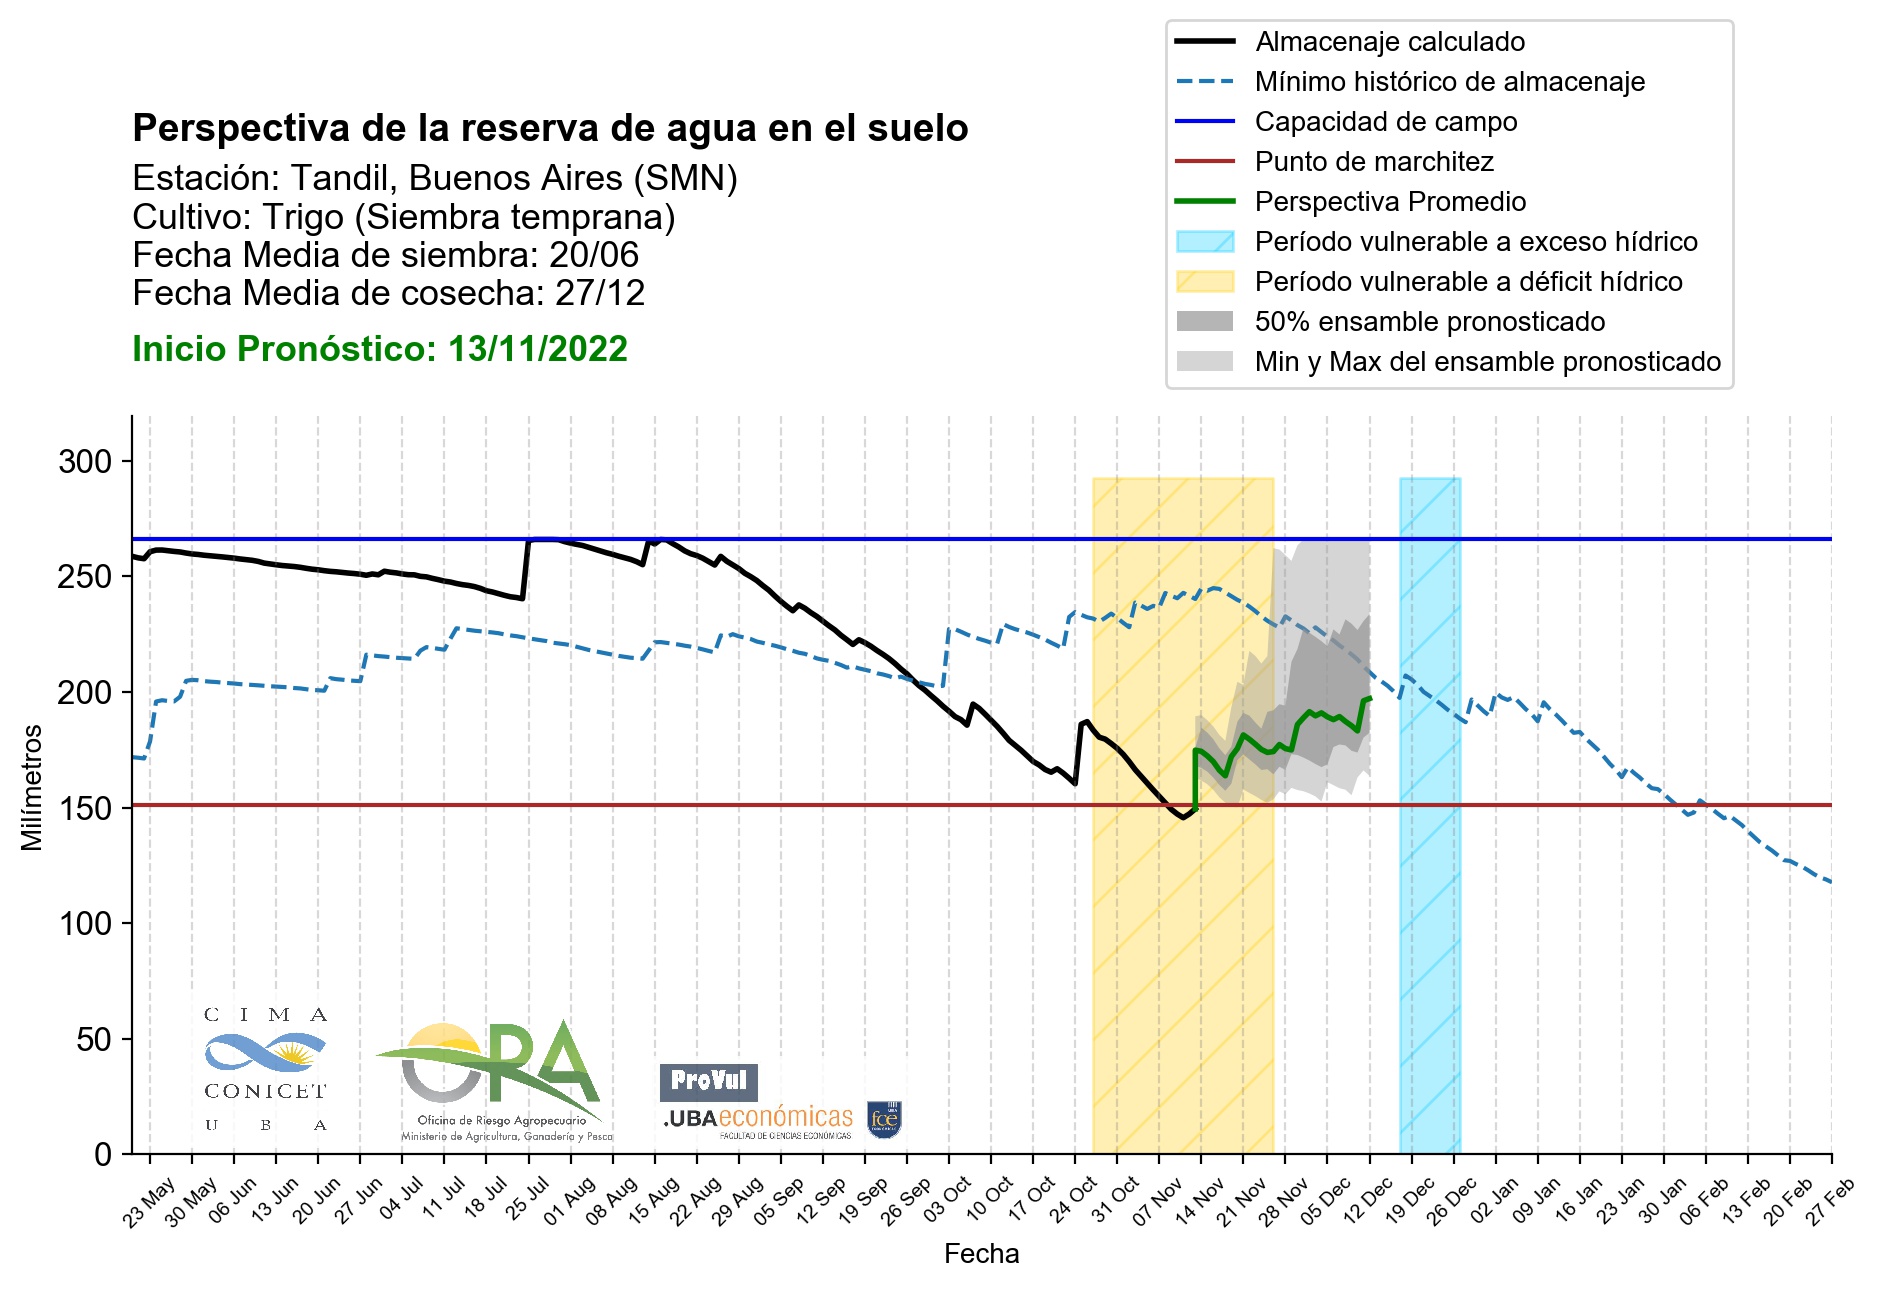 Almacenaje calculado
Mínimo histórico de almacenaje
Capacidad de campo
Punto de marchitez
Perspectiva Promedio
Período vulnerable a exceso hídrico
Período vulnerable a déficit hídrico
50% ensamble pronosticado
Min y Max del ensamble pronosticado
Perspectiva de la reserva de agua en el suelo
Estación: Tandil, Buenos Aires (SMN)
Cultivo: Trigo (Siembra temprana)
Fecha Media de siembra: 20/06
Fecha Media de cosecha: 27/12
Inicio Pronóstico: 13/11/2022
Milímetros
300
250
200
150
100
50
0
CIMA
CONICET
UBA
ORA
Oficina de Riesgo Agropecuario
Ministerio de Agricultura, Ganadería y Pesca
ProVul
.UBAeconómicas
FACULTAD DE CIENCIAS ECONÓMICAS
fce
23 May
30 May
06 Jun
13 Jun
20 Jun
27 Jun
04 Jul
11 Jul
18 Jul
25 Jul
01 Aug
08 Aug
15 Aug
22 Aug
29 Aug
05 Sep
12 Sep
19 Sep
26 Sep
03 Oct
10 Oct
17 Oct
24 Oct
31 Oct
07 Nov
14 Nov
21 Nov
28 Nov
05 Dec
12 Dec
19 Dec
26 Dec
02 Jan
09 Jan
16 Jan
23 Jan
30 Jan
06 Feb
13 Feb
20 Feb
27 Feb
Fecha